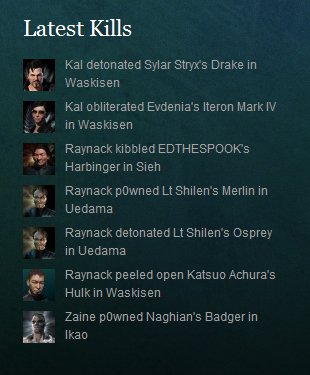 Latest Kills
Kal detonated Sylar Stryx's Drake in
Waskisen
Kal obliterated Evdenia's Iteron Mark IV
in Waskisen
Raynack kibbled EDTHESPOOK's
Harbinger in Sieh
Raynack p0wned Lt Shilen's Merlin in
Uedama
Raynack detonated Lt Shilen's Osprey
in Uedama
Raynack peeled open Katsuo Achura's
Hulk in Waskisen
Zaine p0wned Naghian's Badger in
Ikao